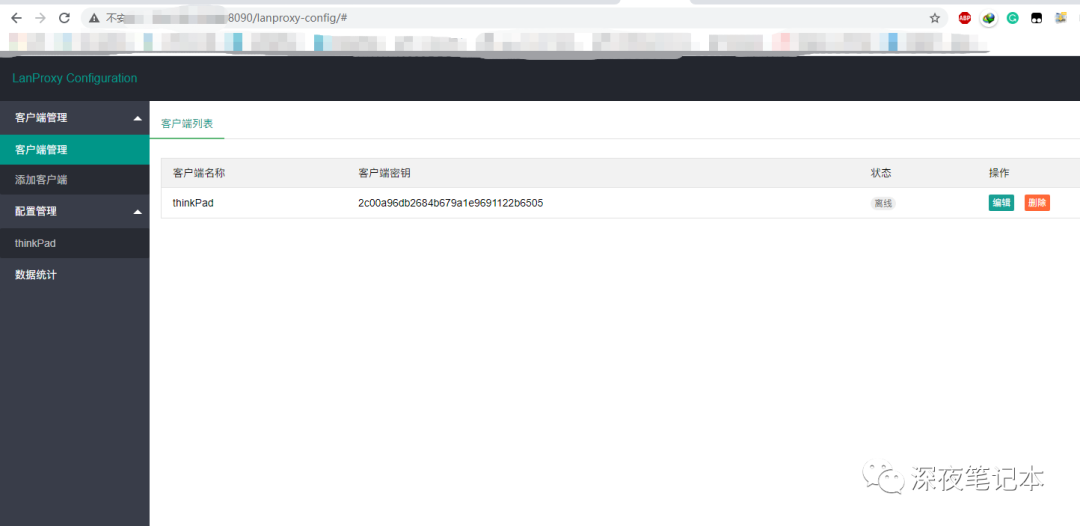 不安
8090/lanproxy-config/#
ABP
LanProxy Configuration
客户端管理
客户端列表
客户端管理
添加客户端
配置管理
thinkPad
数据统计
客户端名称 客户端密钥 状态 操作
thinkPad 2c00a96db2684b679a1e9691122b6505 离线 编辑 删除
深夜笔记本